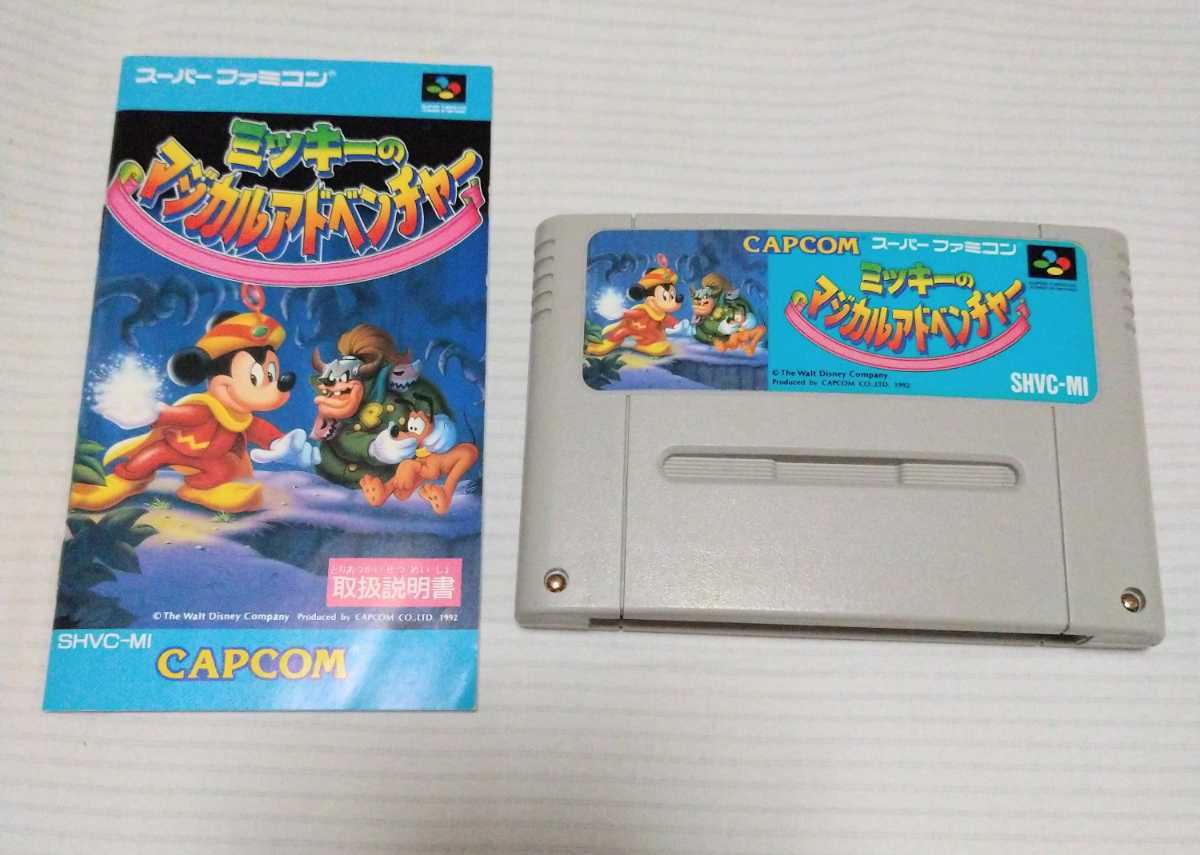 スーパーファミコン
ミッキーの
マジカルアドベンチャー
とりあつかいせつめいしょ
取扱説明書
© The Walt Disney Company Produced by CAPCOM CO.,LTD. 1992
SHVC-MI
CAPCOM
CAPCOM スーパーファミコン
ミッキーの
マジカルアドベンチャー
© The Walt Disney Company
Produced by CAPCOM CO.,LTD. 1992
SHVC-MI